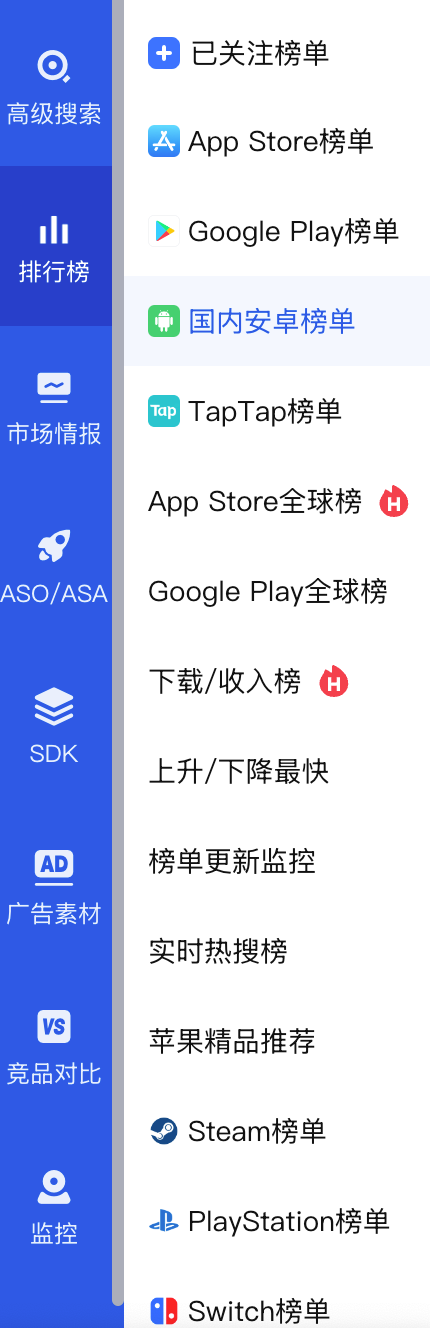 高级搜索
排行榜
市场情报
ASO/ASA
SDK
AD
广告素材
VS
竞品对比
监控
已关注榜单
App Store榜单
Google Play榜单
国内安卓榜单
Tap TapTap榜单
App Store全球榜 H
Google Play全球榜
下载/收入榜 H
上升/下降最快
榜单更新监控
实时热搜榜
苹果精品推荐
Steam榜单
PlayStation榜单
Switch榜单